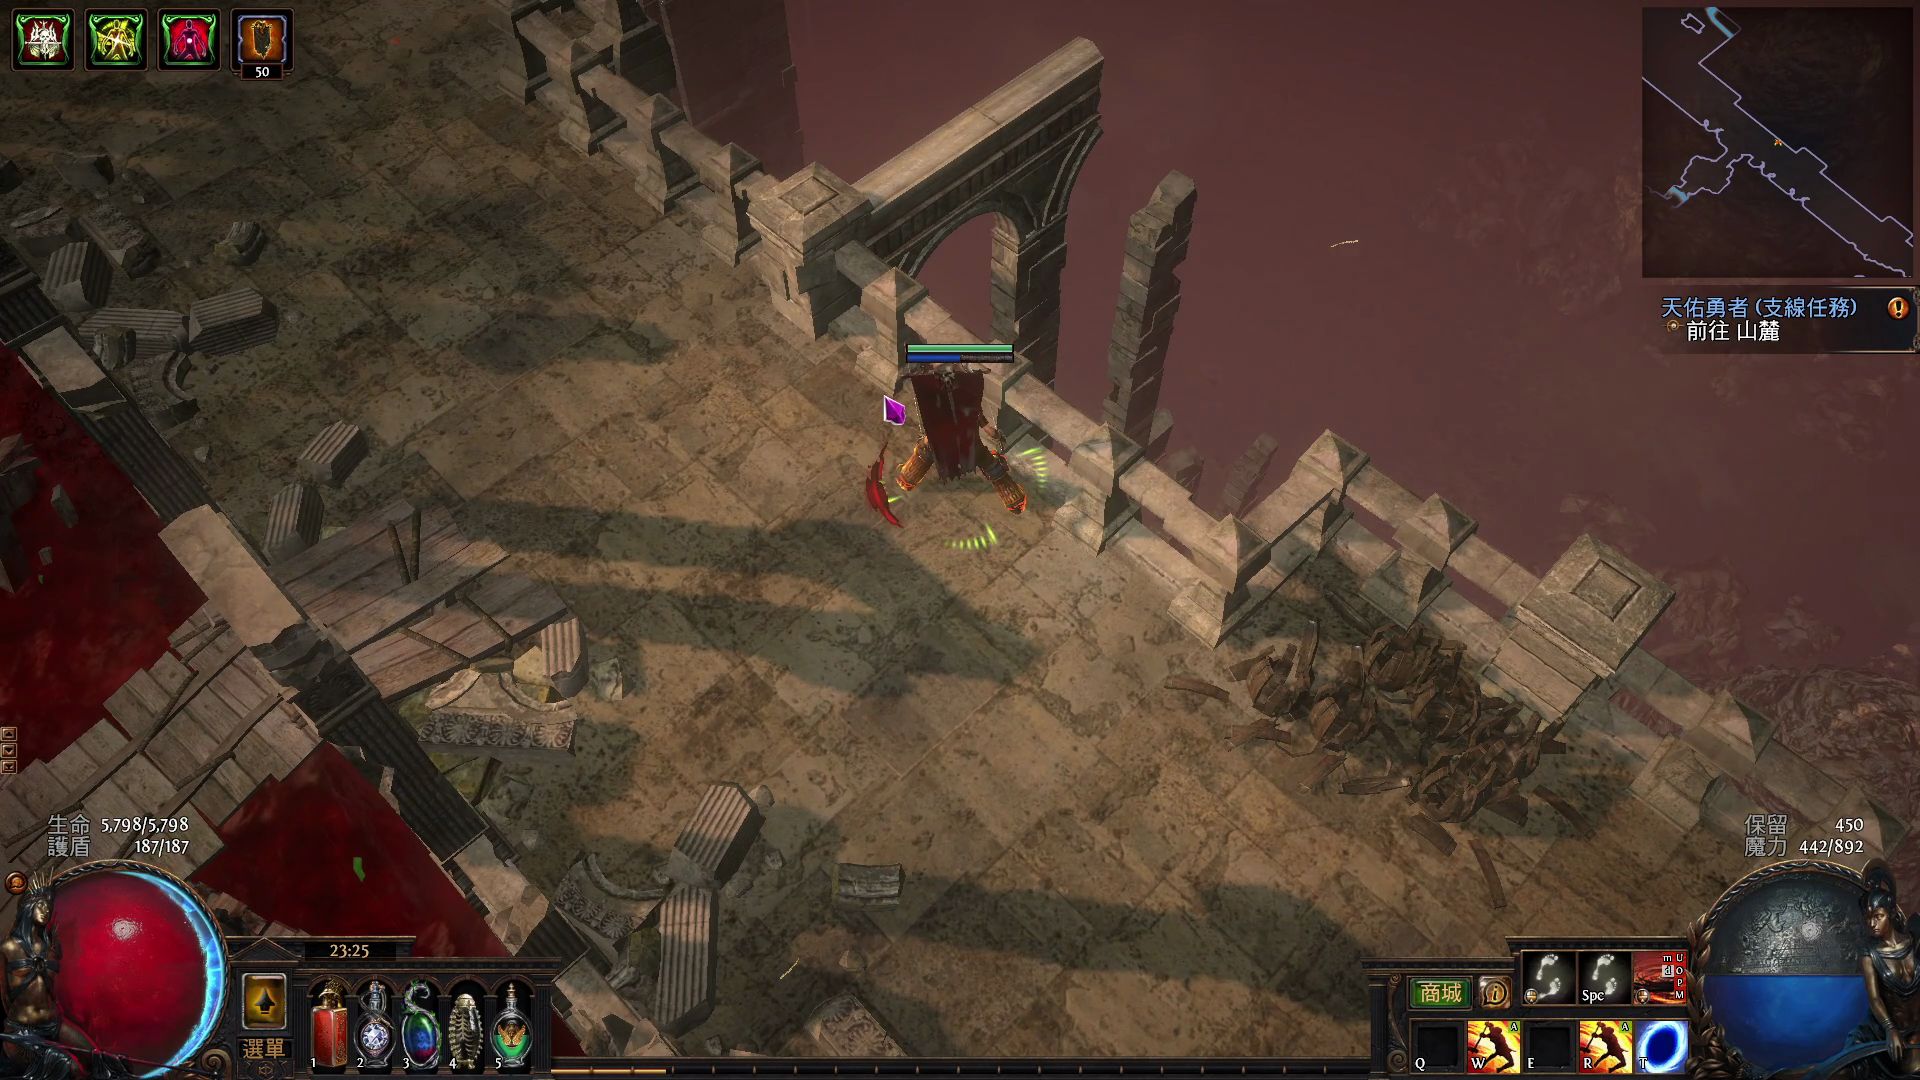 50
天佑勇者 (支線任務)
前往 山麓
生命 5,798/5,798
護盾 187/187
保留 450
魔力 442/892
23:25
選單
1 2 3 4 5
商城
Spc
m U
d O
P
M
Q W A E R A T